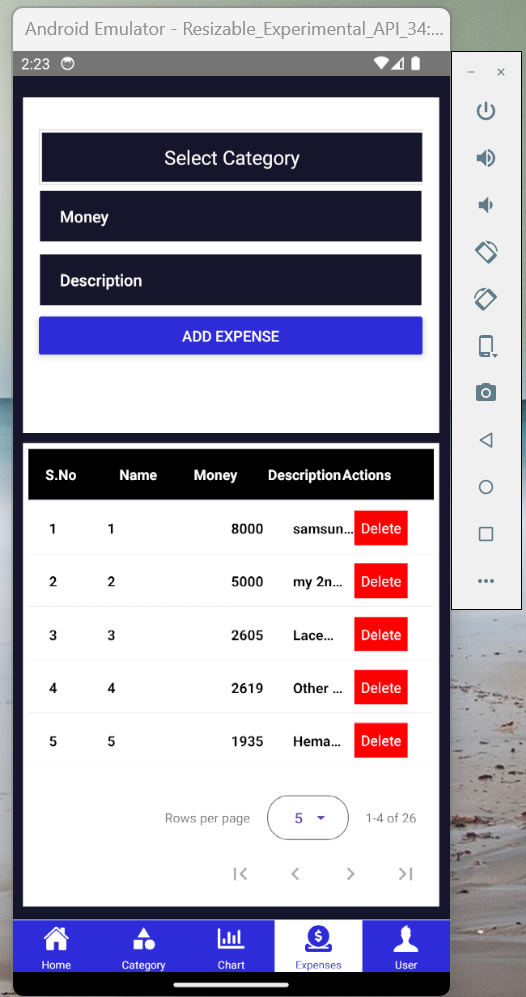 Android Emulator - Resizable_Experimental_API_34:...
2:23
Select Category
Money
Description
ADD EXPENSE
S.No Name Money Description Actions
1 1 8000 samsun... Delete
2 2 5000 my 2n... Delete
3 3 2605 Lace... Delete
4 4 2619 Other ... Delete
5 5 1935 Hema... Delete
Rows per page 5 1-4 of 26
Home Category Chart Expenses User